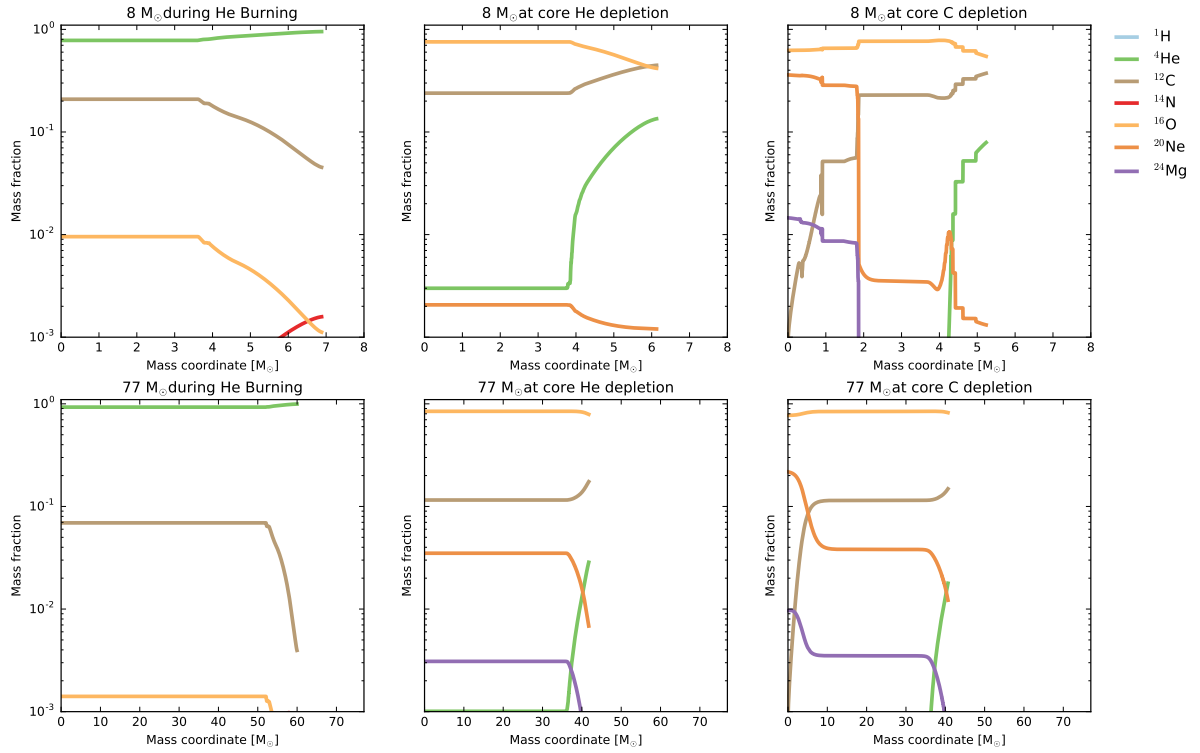 8 M☉during He Burning
8 M☉at core He depletion
8 M☉at core C depletion
10⁰
10⁻¹
10⁻²
10⁻³
Mass fraction
Mass fraction
Mass fraction
0 1 2 3 4 5 6 7 8
0 1 2 3 4 5 6 7 8
0 1 2 3 4 5 6 7 8
Mass coordinate [M☉]
Mass coordinate [M☉]
Mass coordinate [M☉]
¹H
⁴He
¹²C
¹⁴N
¹⁶O
²⁰Ne
²⁴Mg
77 M☉during He Burning
77 M☉at core He depletion
77 M☉at core C depletion
10⁰
10⁻¹
10⁻²
10⁻³
Mass fraction
Mass fraction
Mass fraction
0 10 20 30 40 50 60 70
0 10 20 30 40 50 60 70
0 10 20 30 40 50 60 70
Mass coordinate [M☉]
Mass coordinate [M☉]
Mass coordinate [M☉]